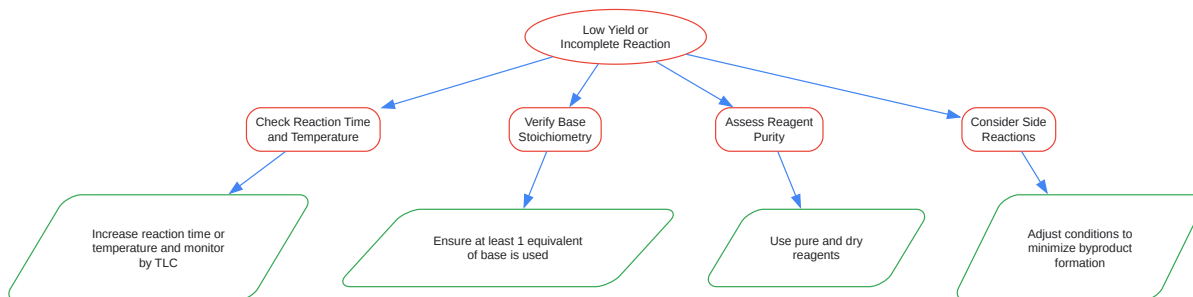 Low Yield or
Incomplete Reaction
Check Reaction Time
and Temperature
Verify Base
Stoichiometry
Assess Reagent
Purity
Consider Side
Reactions
Increase reaction time or
temperature and monitor
by TLC
Ensure at least 1 equivalent
of base is used
Use pure and dry
reagents
Adjust conditions to
minimize byproduct
formation